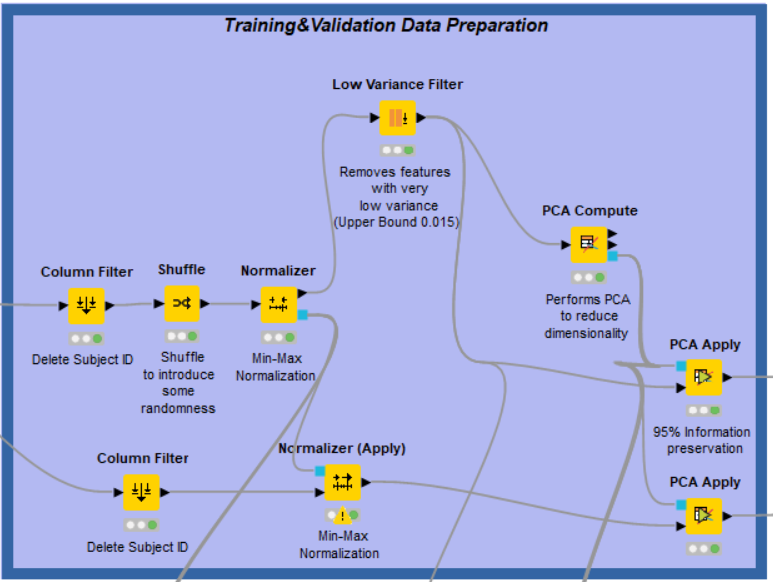 Training&Validation Data Preparation
Low Variance Filter
Removes features
with very
low variance
(Upper Bound 0.015)
PCA Compute
Performs PCA
to reduce
dimensionality
Column Filter
Delete Subject ID
Shuffle
Shuffle
to introduce
some
randomness
Normalizer
Min-Max
Normalization
PCA Apply
95% Information
preservation
Column Filter
Delete Subject ID
Normalizer (Apply)
Min-Max
Normalization
PCA Apply